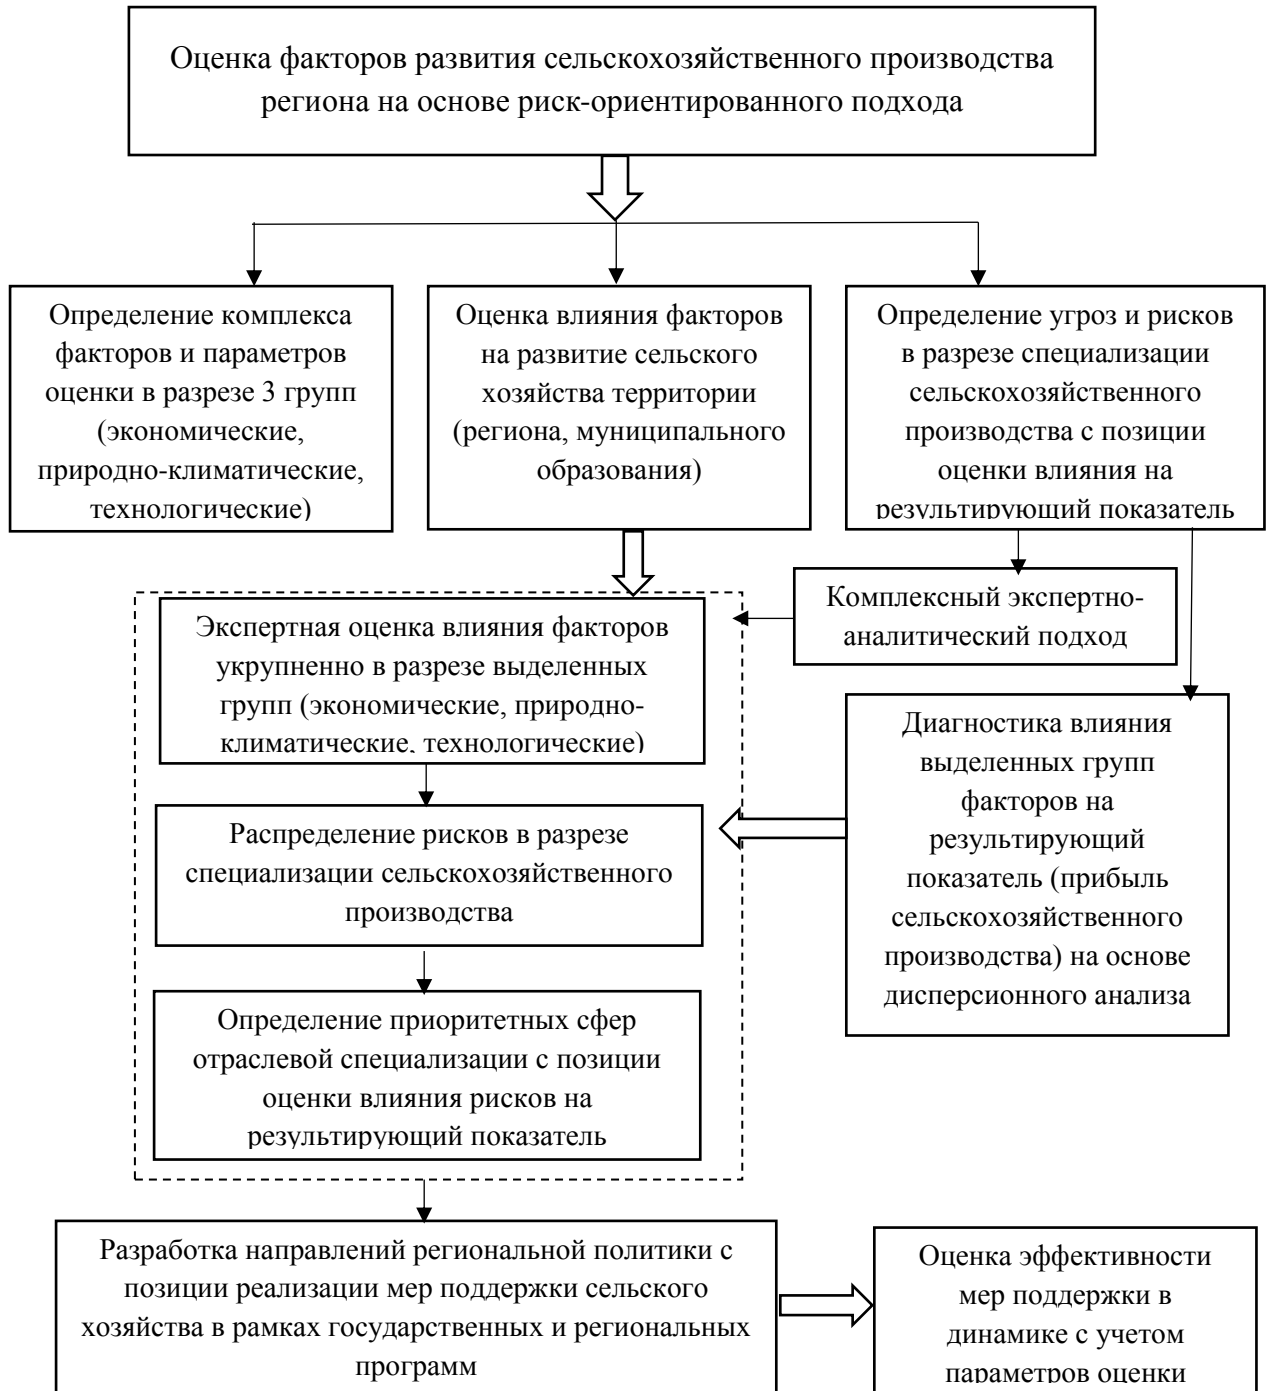 Оценка факторов развития сельскохозяйственного производства
региона на основе риск-ориентированного подхода
Определение комплекса
факторов и параметров
оценки в разрезе 3 групп
(экономические,
природно-климатические,
технологические)
Оценка влияния факторов
на развитие сельского
хозяйства территории
(региона, муниципального
образования)
Определение угроз и рисков
в разрезе специализации
сельскохозяйственного
производства с позиции
оценки влияния на
результирующий показатель
Комплексный экспертно-
аналитический подход
Экспертная оценка влияния факторов
укрупненно в разрезе выделенных
групп (экономические, природно-
климатические, технологические)
Диагностика влияния
выделенных групп
факторов на
результирующий
показатель (прибыль
сельскохозяйственного
производства) на основе
дисперсионного анализа
Распределение рисков в разрезе
специализации сельскохозяйственного
производства
Определение приоритетных сфер
отраслевой специализации с позиции
оценки влияния рисков на
результирующий показатель
Разработка направлений региональной политики с
позиции реализации мер поддержки сельского
хозяйства в рамках государственных и региональных
программ
Оценка эффективности
мер поддержки в
динамике с учетом
параметров оценки